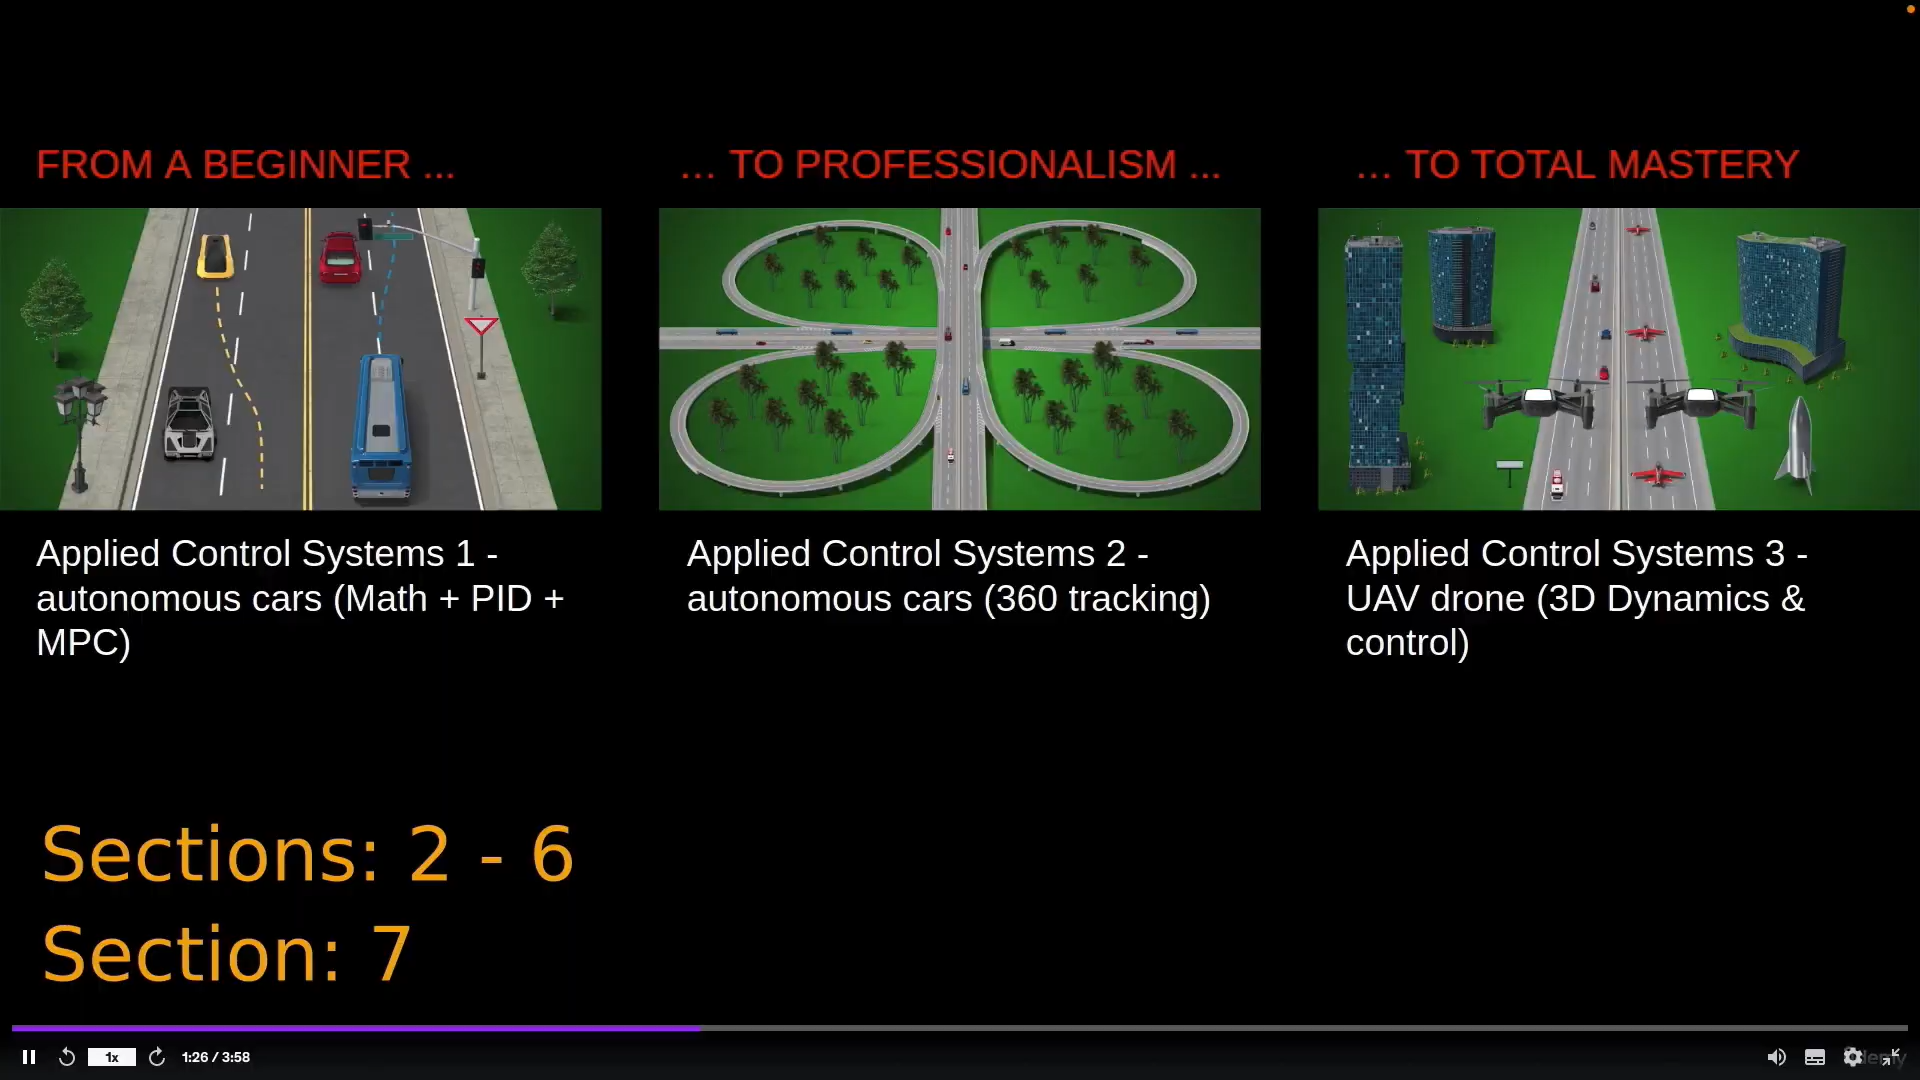 FROM A BEGINNER ...
... TO PROFESSIONALISM ...
... TO TOTAL MASTERY
Applied Control Systems 1 -
autonomous cars (Math + PID +
MPC)
Applied Control Systems 2 -
autonomous cars (360 tracking)
Applied Control Systems 3 -
UAV drone (3D Dynamics &
control)
Sections: 2 - 6
Section: 7
1x
1:26 / 3:58